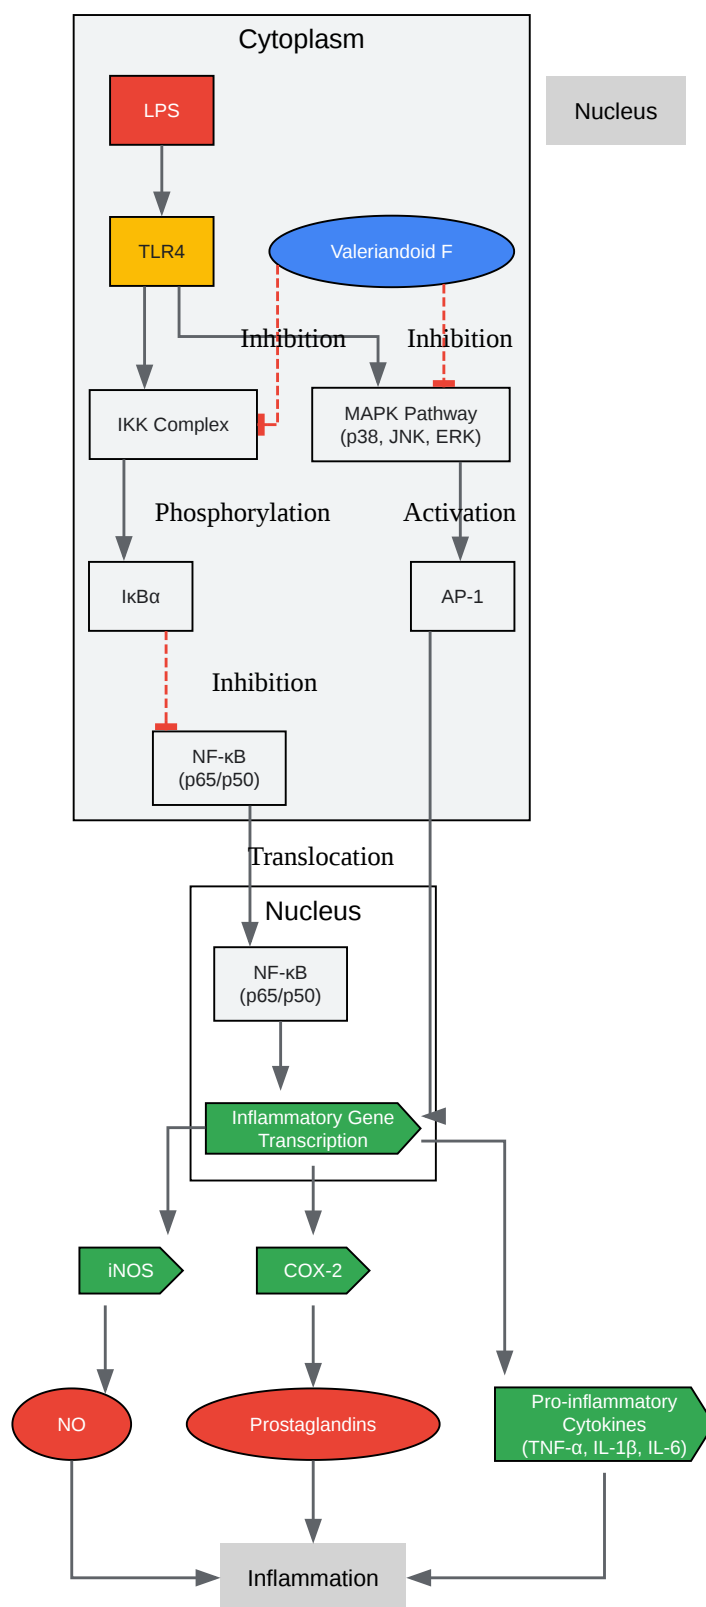 Cytoplasm
LPS
Nucleus
TLR4
Valeriandoid F
Inhibition
Inhibition
IKK Complex
MAPK Pathway
(p38, JNK, ERK)
Phosphorylation
Activation
IκBα
AP-1
Inhibition
NF-κB
(p65/p50)
Translocation
Nucleus
NF-κB
(p65/p50)
Inflammatory Gene
Transcription
iNOS
COX-2
NO
Prostaglandins
Pro-inflammatory
Cytokines
(TNF-α, IL-1β, IL-6)
Inflammation